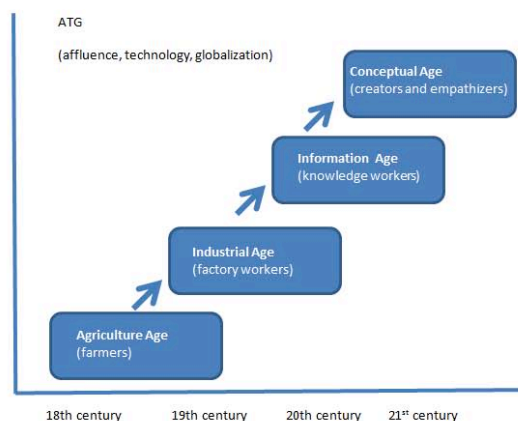 ATG
(affluence, technology, globalization)
Conceptual Age
(creators and empathizers)
Information Age
(knowledge workers)
Industrial Age
(factory workers)
Agriculture Age
(farmers)
18th century 19th century 20th century 21st century